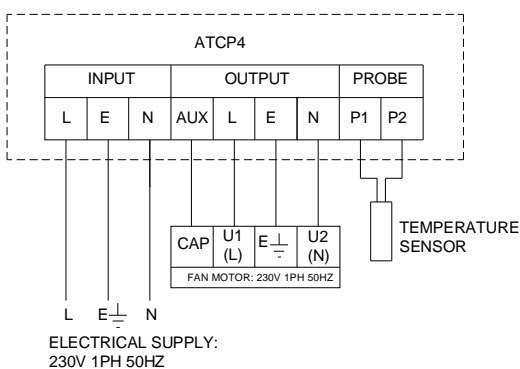 ATCP4
INPUT OUTPUT PROBE
L E N AUX L E N P1 P2
CAP U1 (L) E U2 (N)
FAN MOTOR: 230V 1PH 50HZ
TEMPERATURE
SENSOR
L E N
ELECTRICAL SUPPLY:
230V 1PH 50HZ